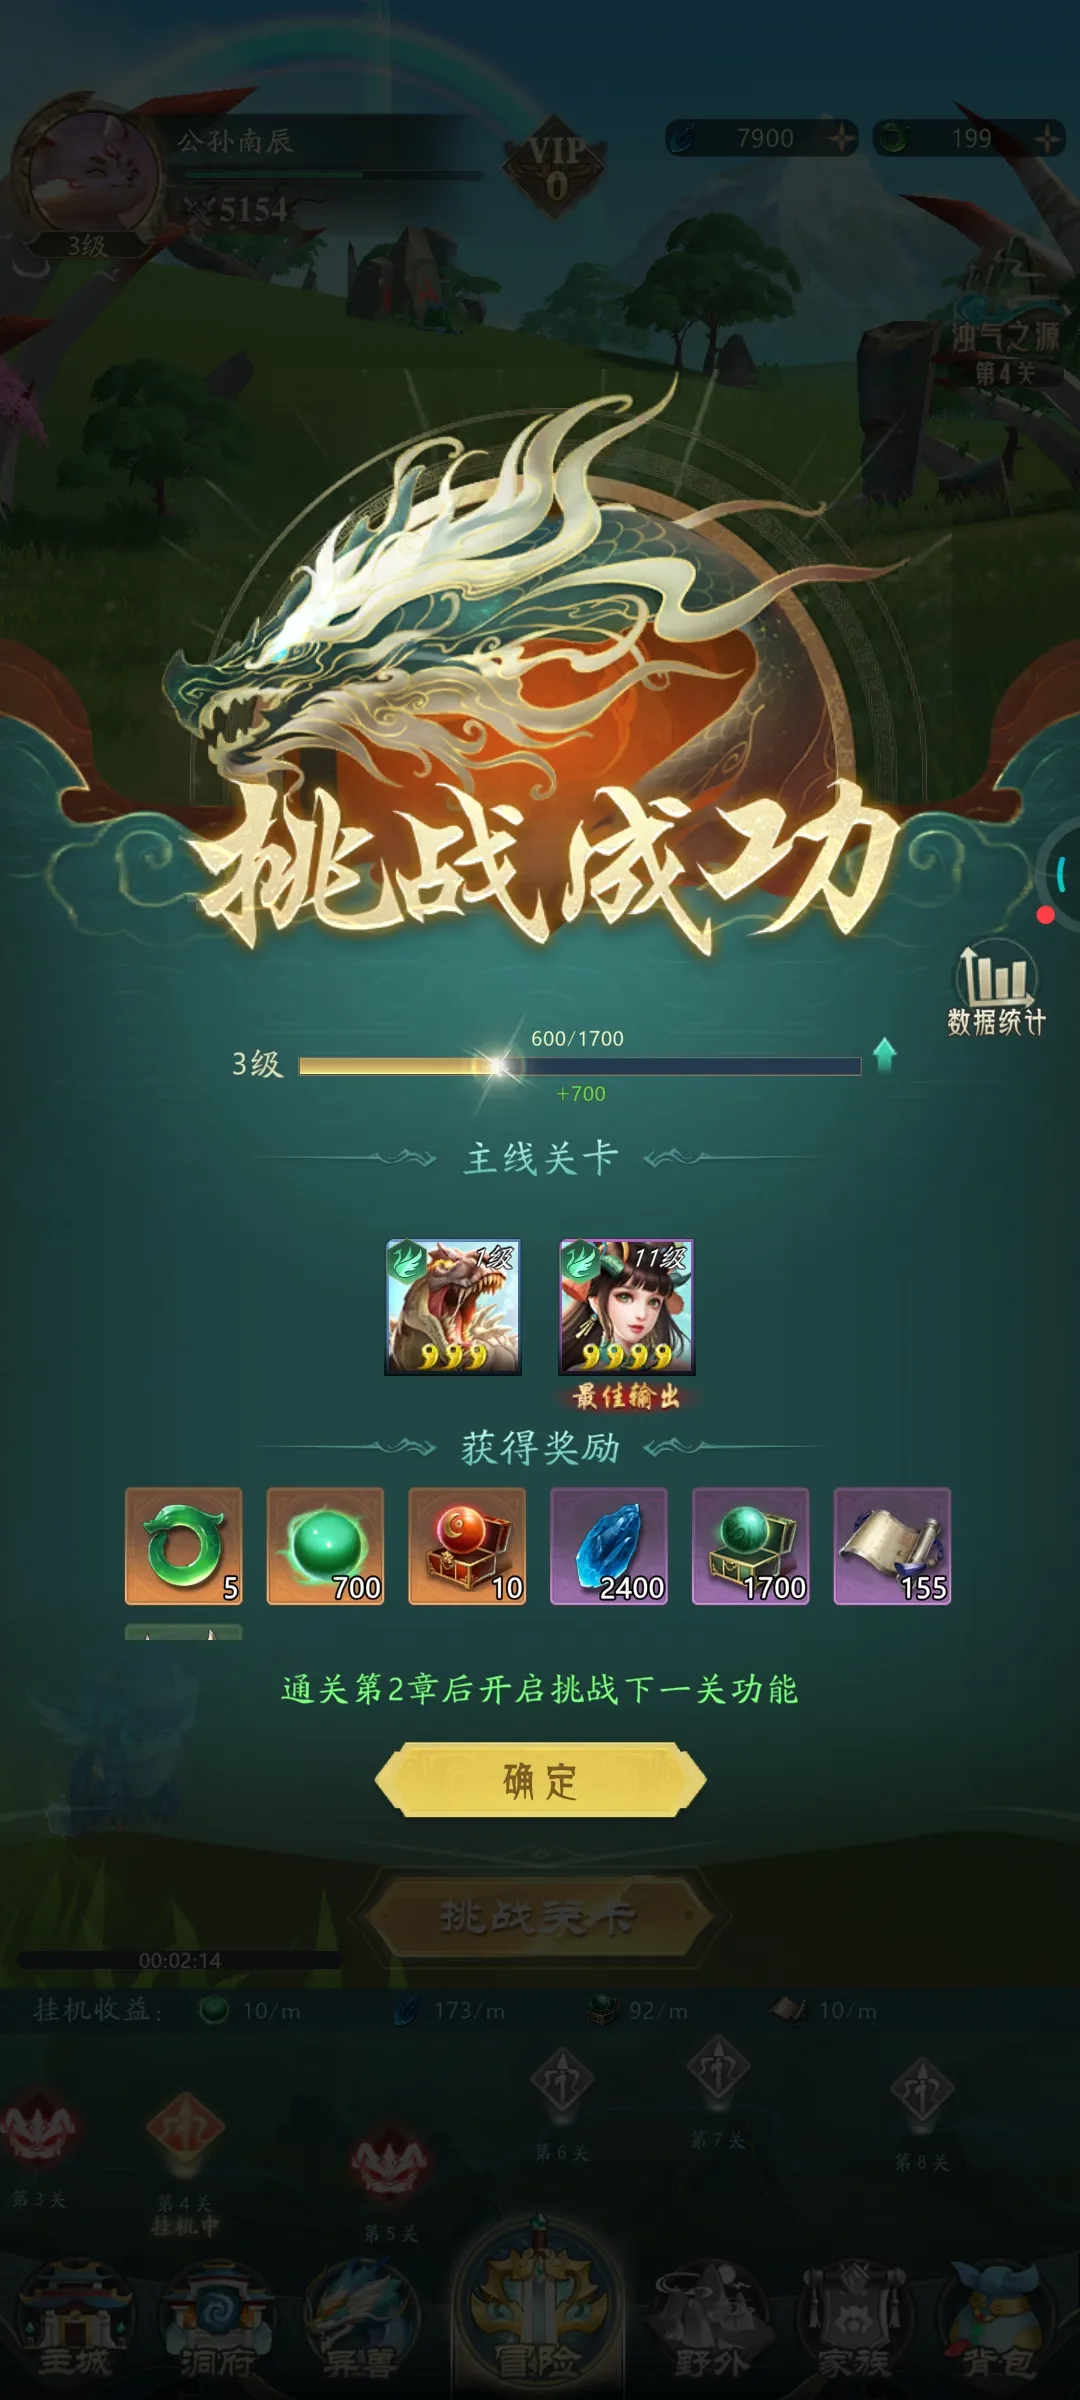 公孙南辰
VIP
0
7900
199
5154
3级
浊气之源
第4关
挑战成功
数据统计
600/1700
3级
+700
主线关卡
1级
11级
最佳输出
获得奖励
5
700
10
2400
1700
155
通关第2章后开启挑战下一关功能
确定
挑战关卡
00:02:14
挂机收益：
10/m
173/m
92/m
10/m
第3关
第4关
挂机中
第5关
第6关
第7关
第8关
主城
洞府
异兽
冒险
野外
家族
背包